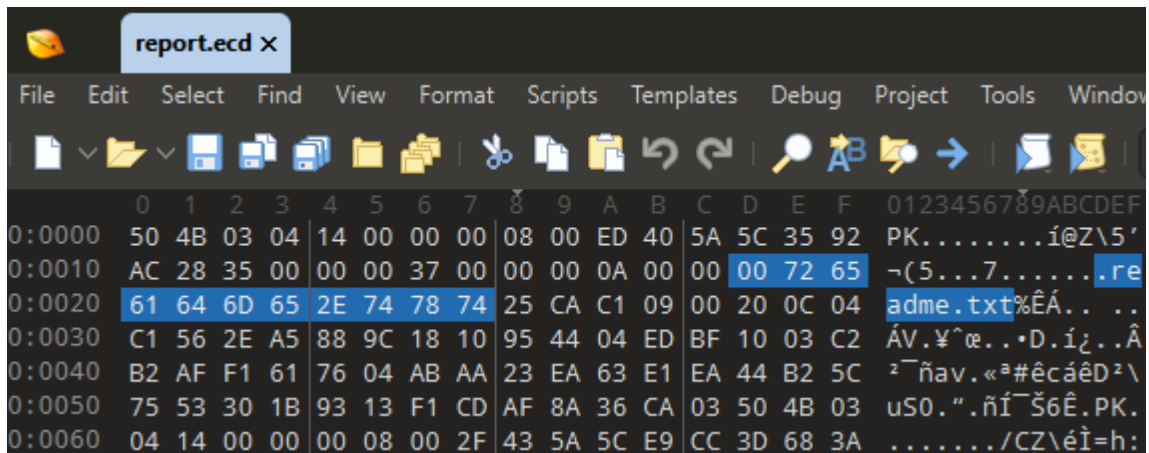 report.ecd ×
File Edit Select Find View Format Scripts Templates Debug Project Tools Window
0 1 2 3 4 5 6 7 8 9 A B C D E F 0123456789ABCDEF
0:0000 50 4B 03 04 14 00 00 00 08 00 ED 40 5A 5C 35 92 PK........í@Z\5’
0:0010 AC 28 35 00 00 00 37 00 00 00 0A 00 00 00 72 65 ¬(5...7.......re
0:0020 61 64 6D 65 2E 74 78 74 25 CA C1 09 00 20 0C 04 adme.txt%ÊÁ.. ..
0:0030 C1 56 2E A5 88 9C 18 10 95 44 04 ED BF 10 03 C2 ÁV.¥ˆœ..•D.í¿..Â
0:0040 B2 AF F1 61 76 04 AB AA 23 EA 63 E1 EA 44 B2 5C ²¯ñav.«ª#êcáêD²\
0:0050 75 53 30 1B 93 13 F1 CD AF 8A 36 CA 03 50 4B 03 uS0.“.ñÍ¯Š6Ê.PK.
0:0060 04 14 00 00 00 08 00 2F 43 5A 5C E9 CC 3D 68 3A ......./CZ\éÌ=h: